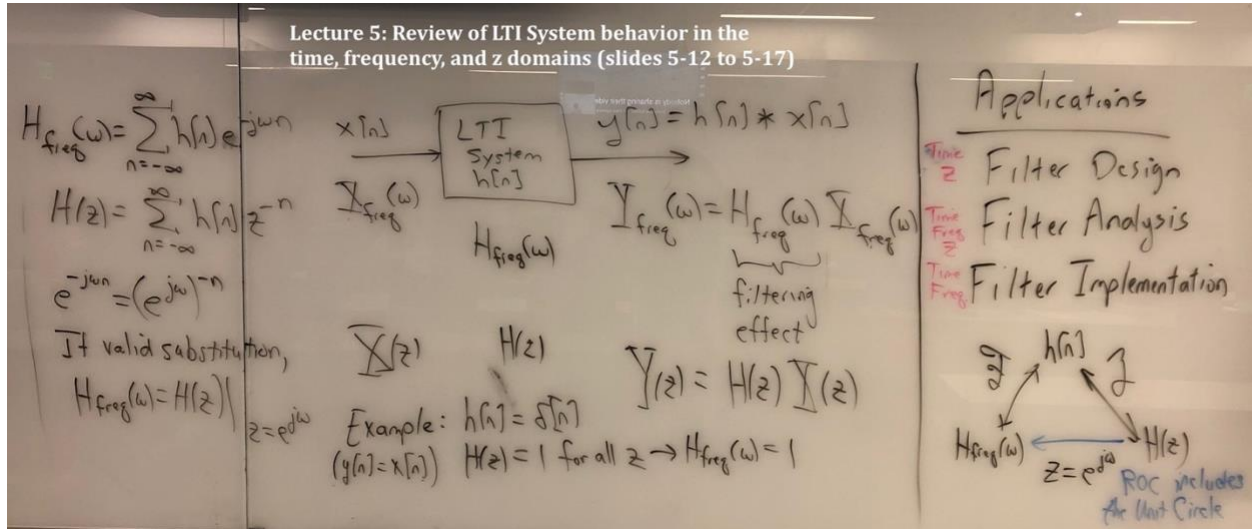 Lecture 5: Review of LTI System behavior in the
time, frequency, and z domains (slides 5-12 to 5-17)
H_freq(ω) = ∑_{n=-∞}^{∞} h[n] e^{-jωn}
H(z) = ∑_{n=-∞}^{∞} h[n] z^{-n}
e^{-jωn} = (e^{jω})^{-n}
If valid substitution,
H_freq(ω) = H(z)|_{z=e^{jω}}
x[n]
LTI
System
h[n]
y[n] = h[n] * x[n]
X_freq(ω)
H_freq(ω)
Y_freq(ω) = H_freq(ω) X_freq(ω)
filtering
effect
X(z)
H(z)
Y(z) = H(z) X(z)
Example: h[n] = δ[n]
(y[n]=x[n]) H(z) = 1 for all z → H_freq(ω) = 1
Applications
Time
Z
Filter Design
Time
Freq
Z
Filter Analysis
Time
Freq.
Filter Implementation
ℱ h[n] 𝒵
H_freq(ω) H(z)
z = e^{jω}
ROC includes
the Unit Circle